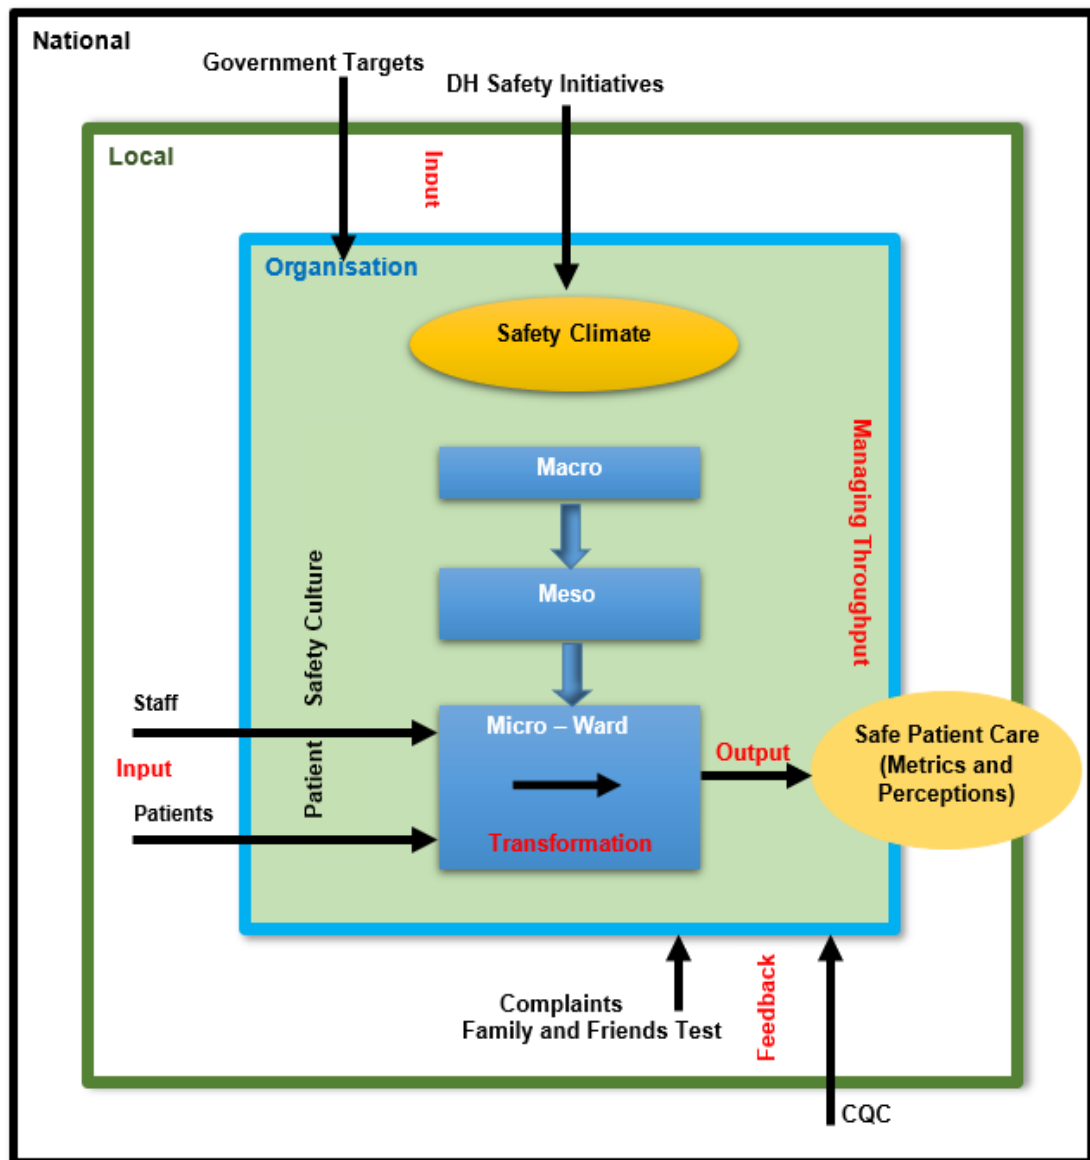 National
Government Targets
DH Safety Initiatives
Local
Input
Organisation
Safety Climate
Macro
Managing Throughput
Meso
Patient Safety Culture
Staff
Micro – Ward
Input
Output
Safe Patient Care
(Metrics and
Perceptions)
Patients
Transformation
Complaints
Family and Friends Test
Feedback
CQC